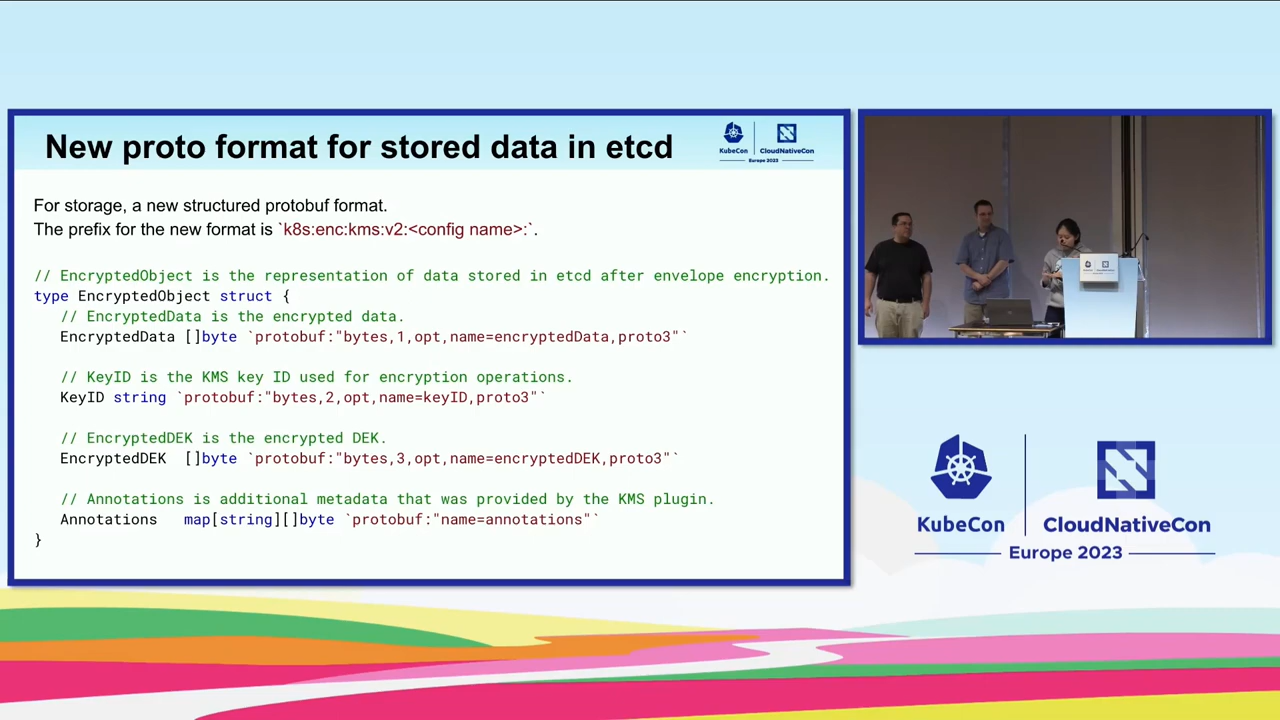 New proto format for stored data in etcd
KubeCon
CloudNativeCon
Europe 2023
For storage, a new structured protobuf format.
The prefix for the new format is `k8s:enc:kms:v2:<config name>:`.
// EncryptedObject is the representation of data stored in etcd after envelope encryption.
type EncryptedObject struct {
// EncryptedData is the encrypted data.
EncryptedData []byte `protobuf:"bytes,1,opt,name=encryptedData,proto3"`
// KeyID is the KMS key ID used for encryption operations.
KeyID string `protobuf:"bytes,2,opt,name=keyID,proto3"`
// EncryptedDEK is the encrypted DEK.
EncryptedDEK []byte `protobuf:"bytes,3,opt,name=encryptedDEK,proto3"`
// Annotations is additional metadata that was provided by the KMS plugin.
Annotations map[string][]byte `protobuf:"name=annotations"`
}
KubeCon
CloudNativeCon
Europe 2023